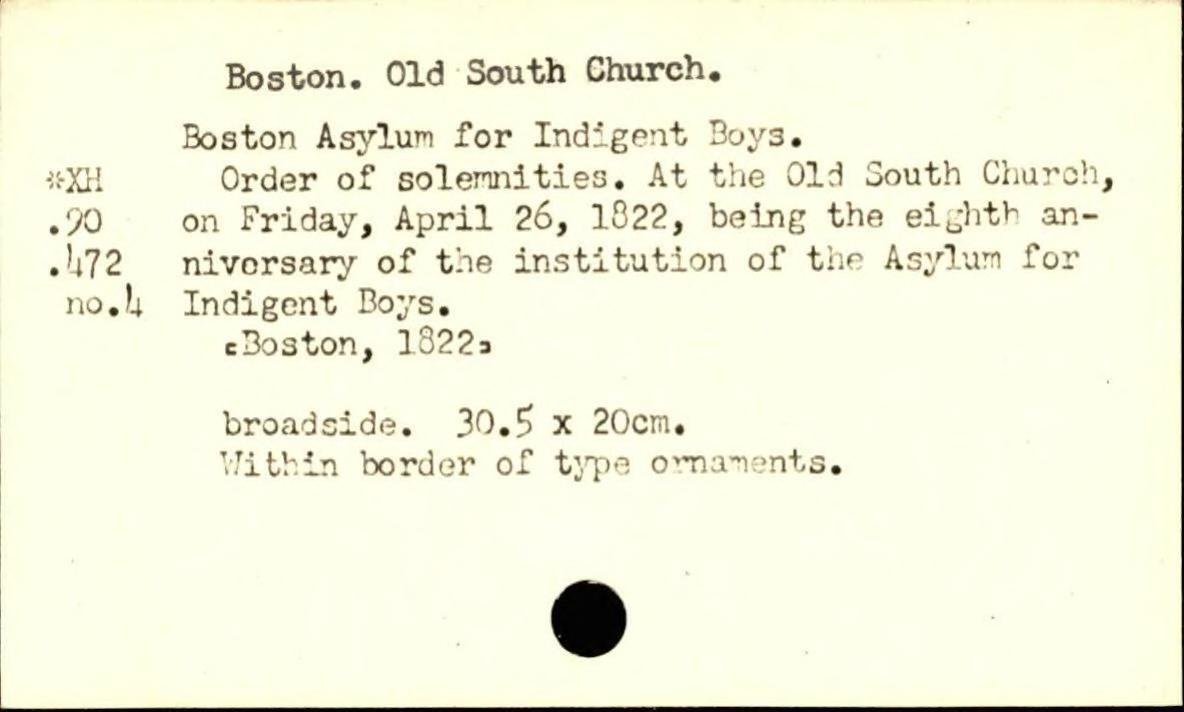 Boston. Old South Church.
Boston Asylum for Indigent Boys.
*XH Order of solemnities. At the Old South Church,
.90 on Friday, April 26, 1822, being the eighth an-
.472 niversary of the institution of the Asylum for
no.4 Indigent Boys.
[Boston, 1822]
broadside. 30.5 x 20cm.
Within border of type ornaments.